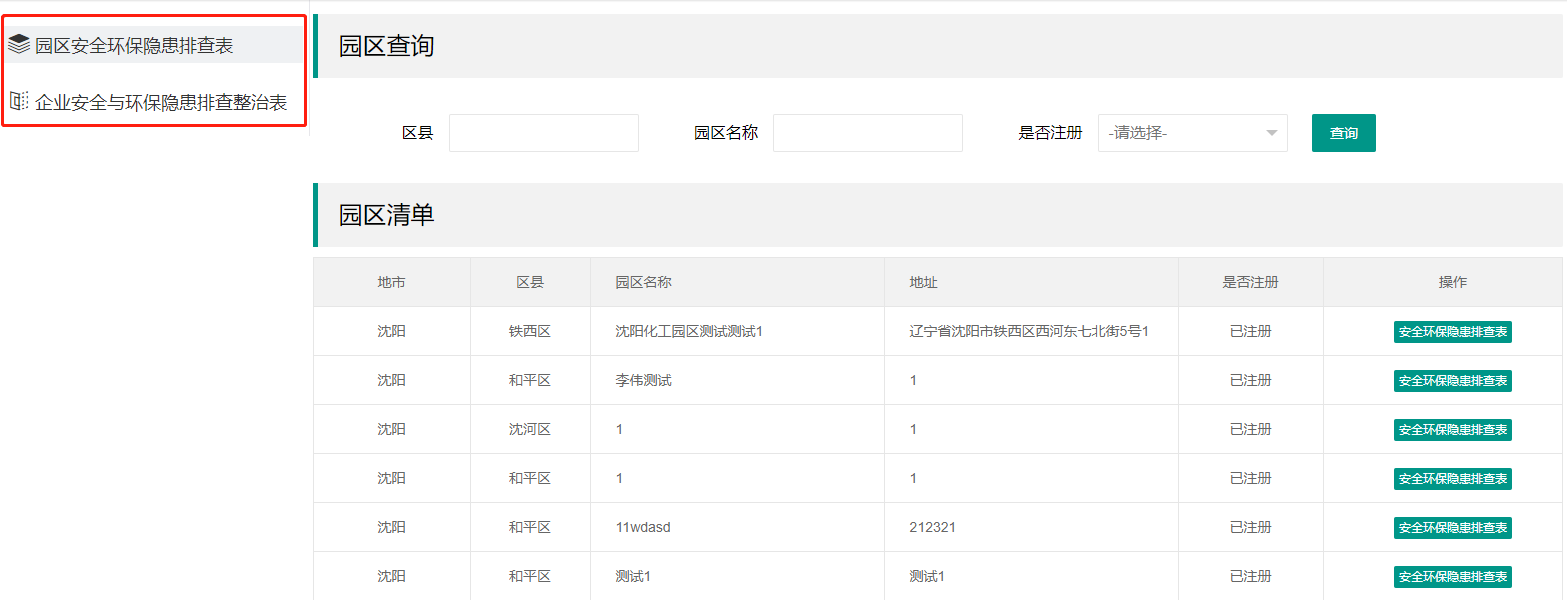 园区安全环保隐患排查表
企业安全与环保隐患排查整治表
园区查询
区县 园区名称 是否注册 -请选择- 查询
园区清单
地市 区县 园区名称 地址 是否注册 操作
沈阳 铁西区 沈阳化工园区测试测试1 辽宁省沈阳市铁西区西河东七北街5号1 已注册 安全环保隐患排查表
沈阳 和平区 李伟测试 1 已注册 安全环保隐患排查表
沈阳 沈河区 1 1 已注册 安全环保隐患排查表
沈阳 和平区 1 1 已注册 安全环保隐患排查表
沈阳 和平区 11wdasd 212321 已注册 安全环保隐患排查表
沈阳 和平区 测试1 测试1 已注册 安全环保隐患排查表